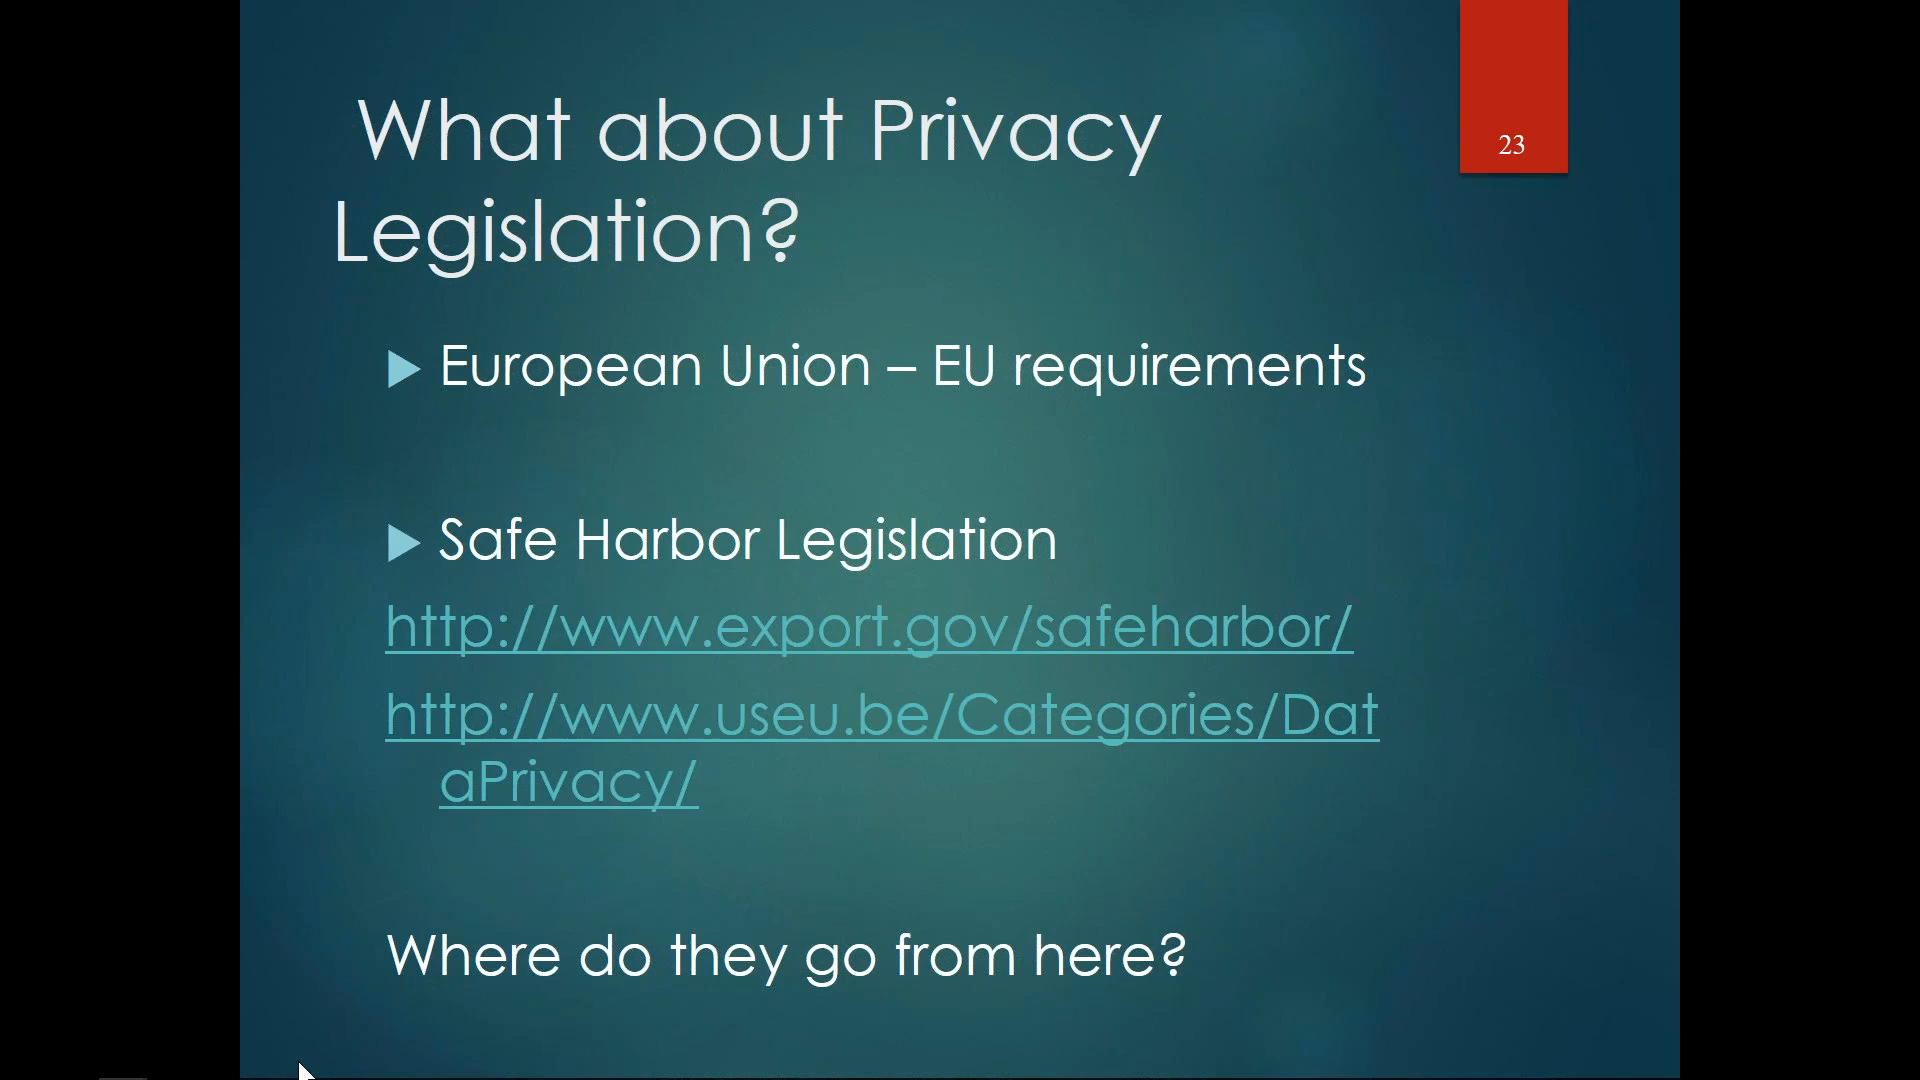 What about Privacy
Legislation?
23
European Union – EU requirements
Safe Harbor Legislation
http://www.export.gov/safeharbor/
http://www.useu.be/Categories/Dat
aPrivacy/
Where do they go from here?